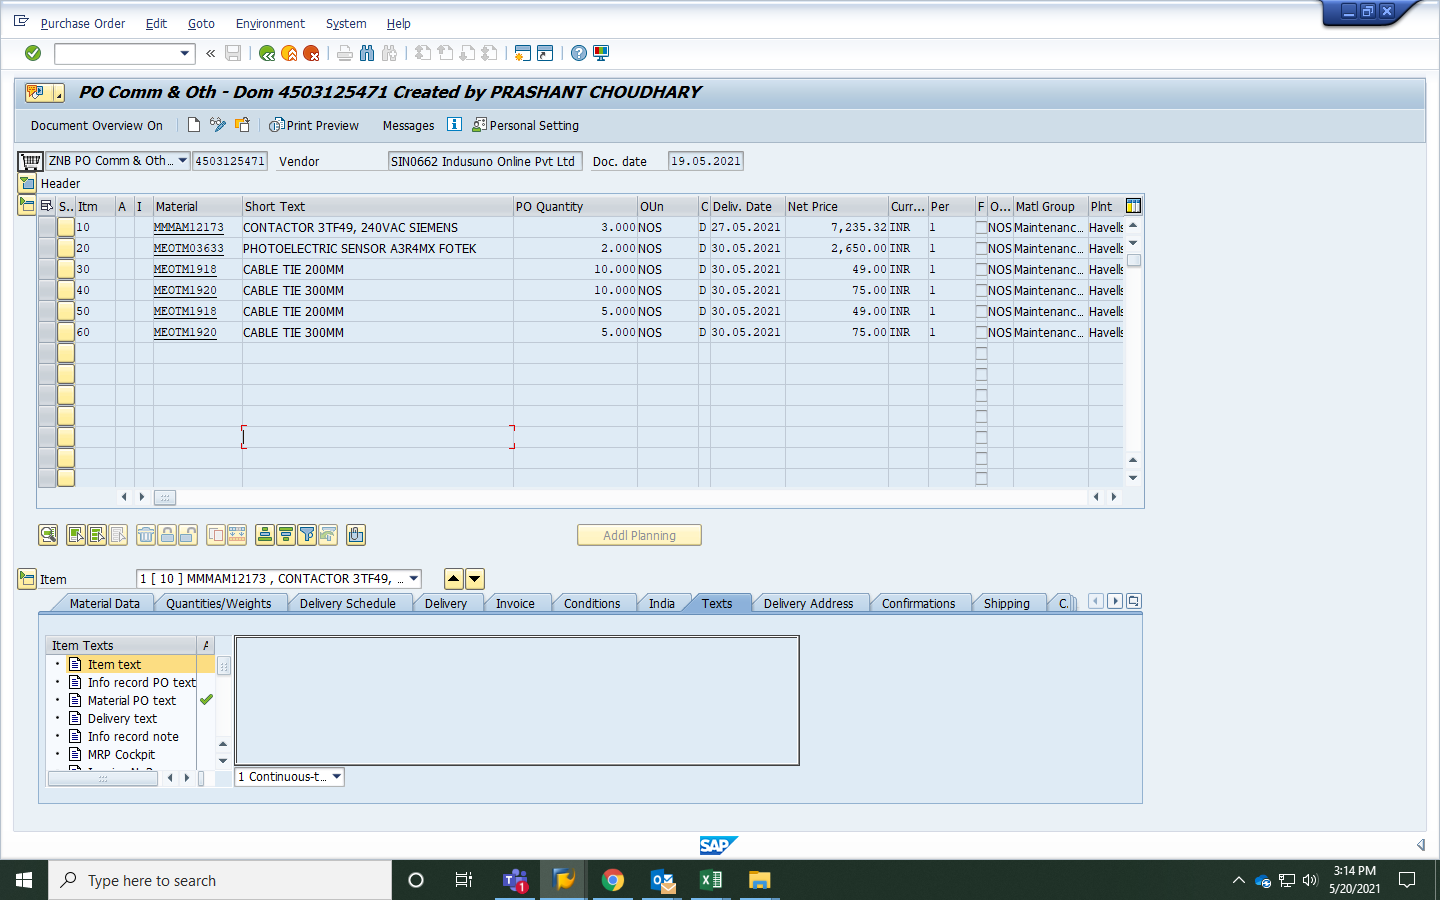 Purchase Order Edit Goto Environment System Help
PO Comm & Oth - Dom 4503125471 Created by PRASHANT CHOUDHARY
Document Overview On Print Preview Messages Personal Setting
ZNB PO Comm & Oth... 4503125471 Vendor SIN0662 Indusuno Online Pvt Ltd Doc. date 19.05.2021
Header
S.. Itm A I Material Short Text PO Quantity OUn C Deliv. Date Net Price Curr... Per F O... Matl Group Plnt
10 MMMAM12173 CONTACTOR 3TF49, 240VAC SIEMENS 3.000 NOS D 27.05.2021 7,235.32 INR 1 NOS Maintenanc... Havells
20 MEOTM03633 PHOTOELECTRIC SENSOR A3R4MX FOTEK 2.000 NOS D 30.05.2021 2,650.00 INR 1 NOS Maintenanc... Havells
30 MEOTM1918 CABLE TIE 200MM 10.000 NOS D 30.05.2021 49.00 INR 1 NOS Maintenanc... Havells
40 MEOTM1920 CABLE TIE 300MM 10.000 NOS D 30.05.2021 75.00 INR 1 NOS Maintenanc... Havells
50 MEOTM1918 CABLE TIE 200MM 5.000 NOS D 30.05.2021 49.00 INR 1 NOS Maintenanc... Havells
60 MEOTM1920 CABLE TIE 300MM 5.000 NOS D 30.05.2021 75.00 INR 1 NOS Maintenanc... Havells
Addl Planning
Item 1 [ 10 ] MMMAM12173 , CONTACTOR 3TF49, ...
Material Data Quantities/Weights Delivery Schedule Delivery Invoice Conditions India Texts Delivery Address Confirmations Shipping C.
Item Texts A
Item text
Info record PO text
Material PO text
Delivery text
Info record note
MRP Cockpit
1 Continuous-t...
SAP
Type here to search 1 3:14 PM
5/20/2021